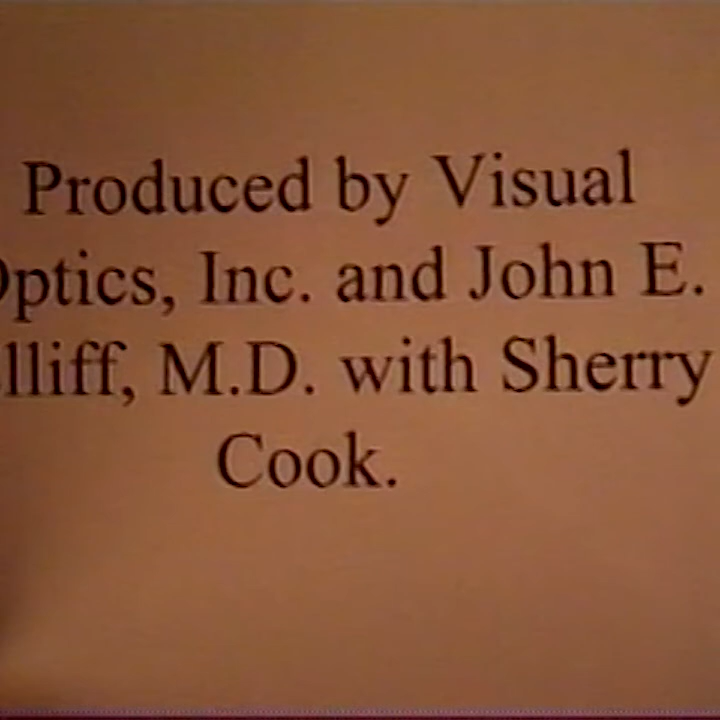 Produced by Visual
Optics, Inc. and John E.
M.D. with Sherry
Cook.